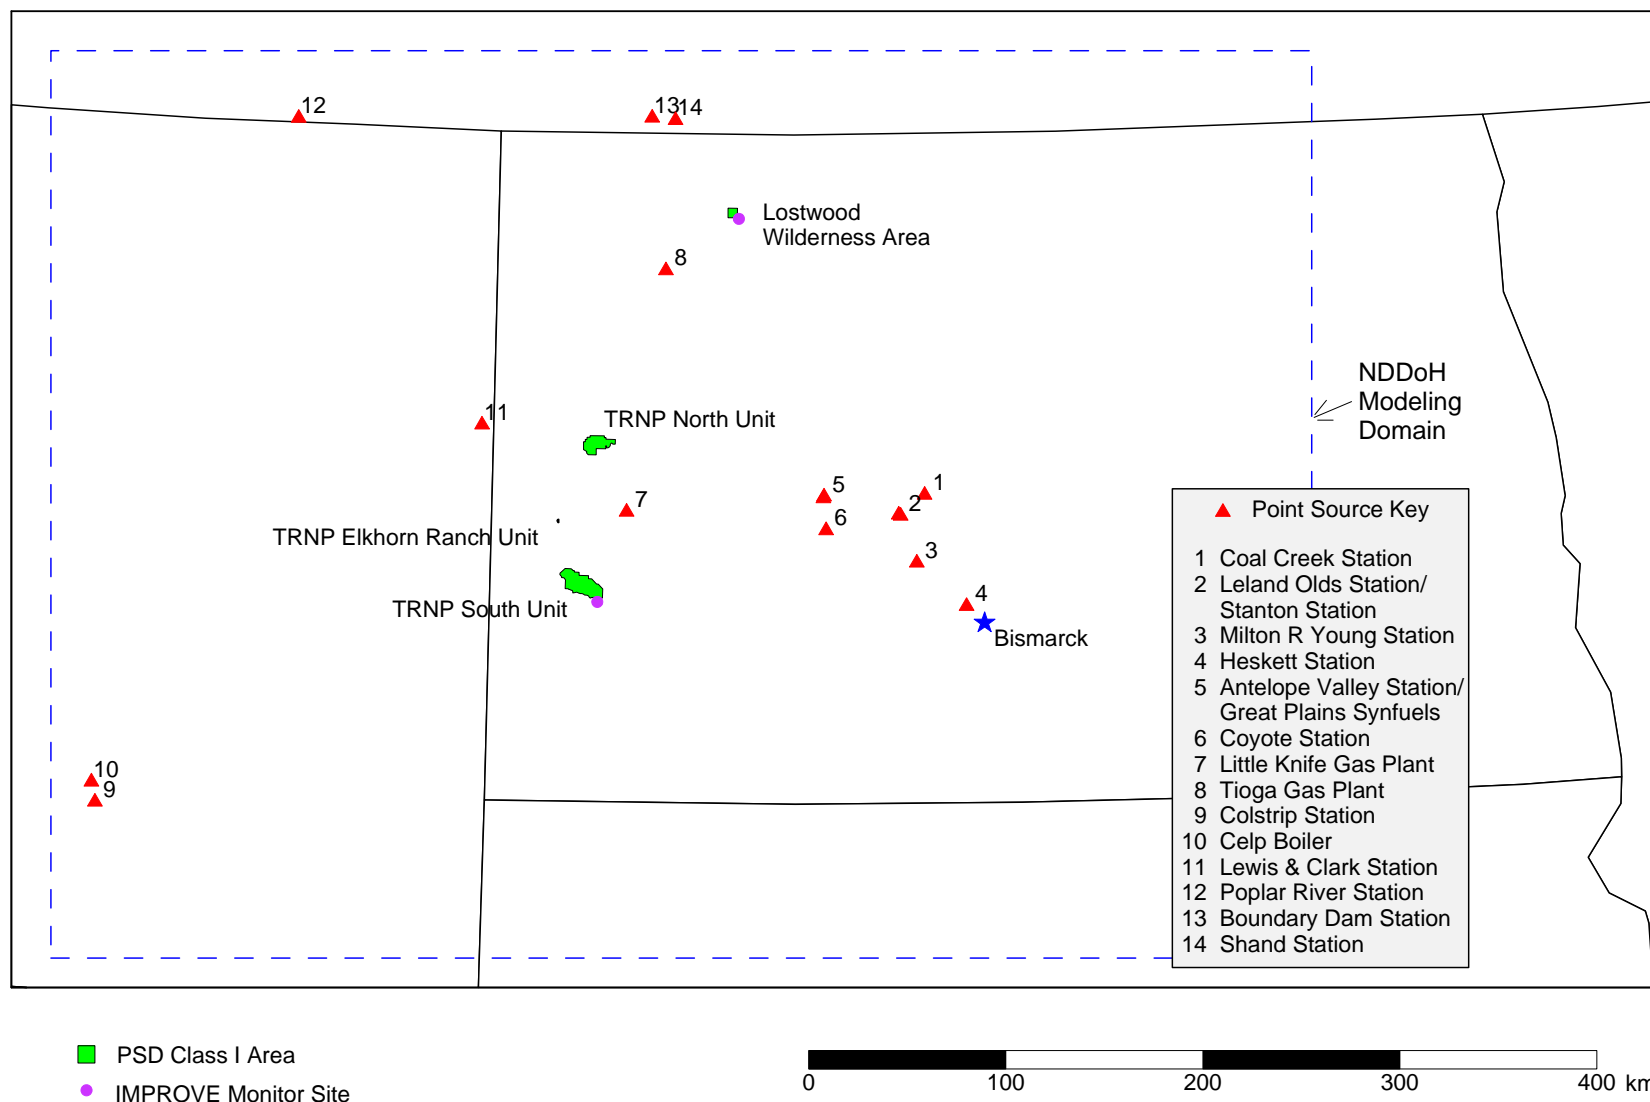 12
13
14
Lostwood
Wilderness Area
8
NDDoH
Modeling
Domain
11
TRNP North Unit
7
5
1
2
6
TRNP Elkhorn Ranch Unit
3
TRNP South Unit
4
Bismarck
10
9
Point Source Key
1 Coal Creek Station
2 Leland Olds Station/
Stanton Station
3 Milton R Young Station
4 Heskett Station
5 Antelope Valley Station/
Great Plains Synfuels
6 Coyote Station
7 Little Knife Gas Plant
8 Tioga Gas Plant
9 Colstrip Station
10 Celp Boiler
11 Lewis & Clark Station
12 Poplar River Station
13 Boundary Dam Station
14 Shand Station
PSD Class I Area
IMPROVE Monitor Site
0 100 200 300 400 km